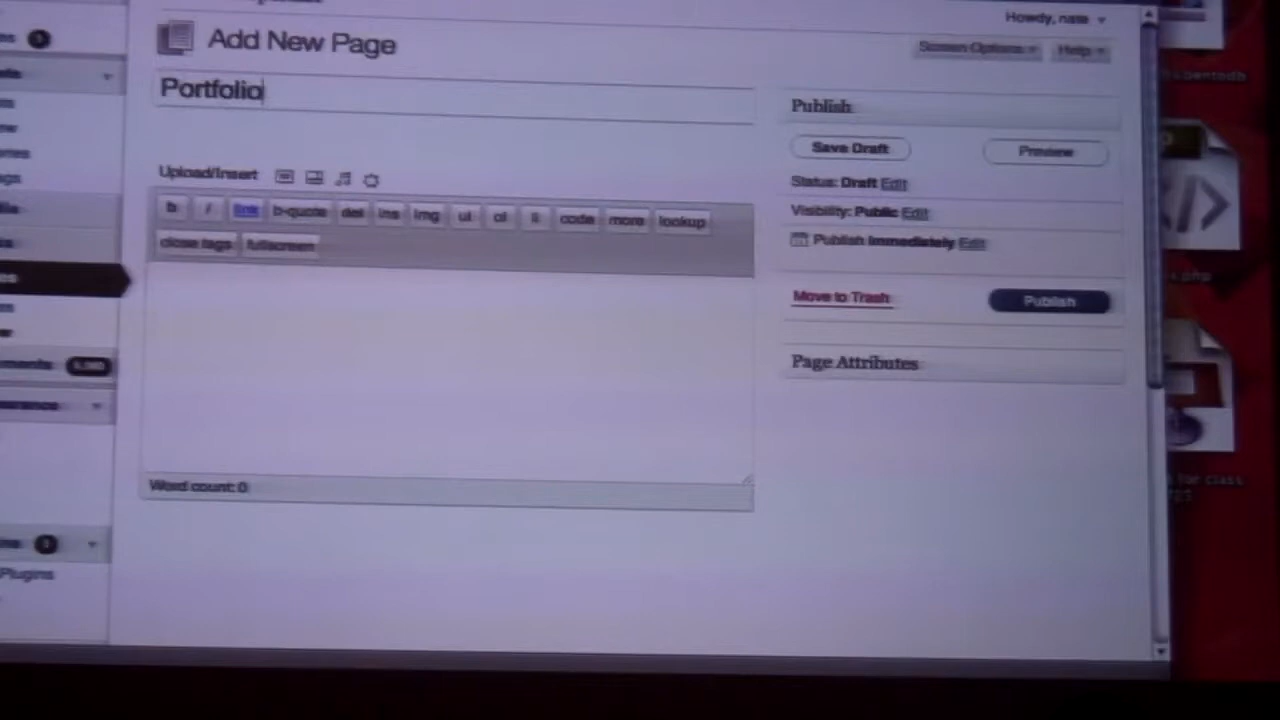 Howdy, nate
Add New Page
Screen Options
Help
Portfolio
Publish
Save Draft
Preview
Upload/Insert
Status: Draft Edit
b
i
link
b-quote
del
ins
img
ul
ol
li
code
more
lookup
Visibility: Public Edit
close tags
fullscreen
Publish immediately Edit
Move to Trash
Publish
Page Attributes
Word count: 0
Plugins
for class